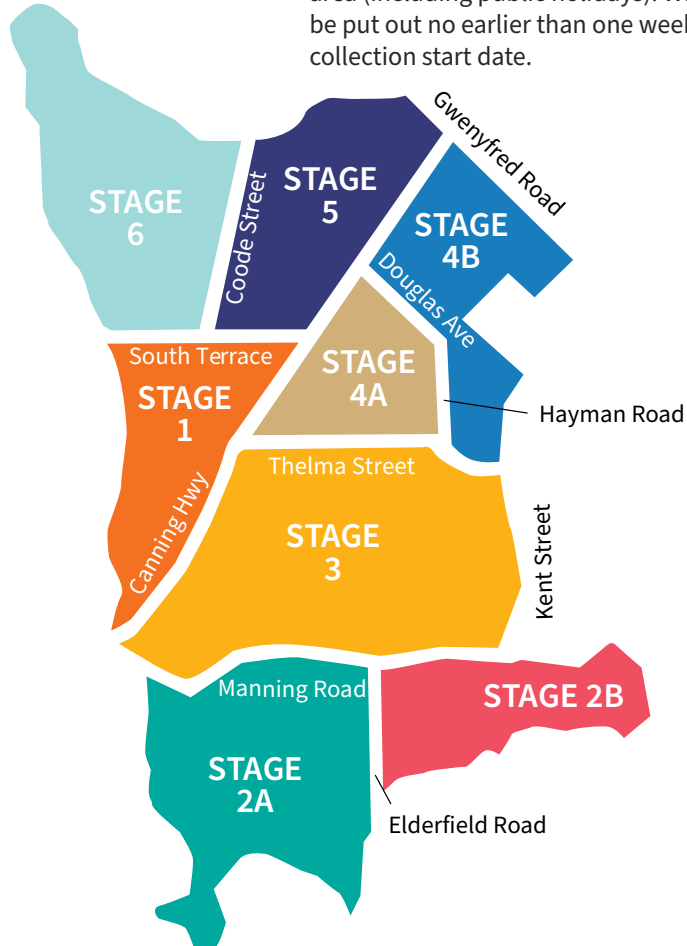 be put out no earlier than one week
collection start date.
Gwenyfred Road
STAGE
5
STAGE
6
Coode Street
STAGE
4B
Douglas Ave
South Terrace
STAGE
4A
STAGE
1
Hayman Road
Thelma Street
Canning Hwy
STAGE
3
Kent Street
Manning Road
STAGE 2B
STAGE
2A
Elderfield Road